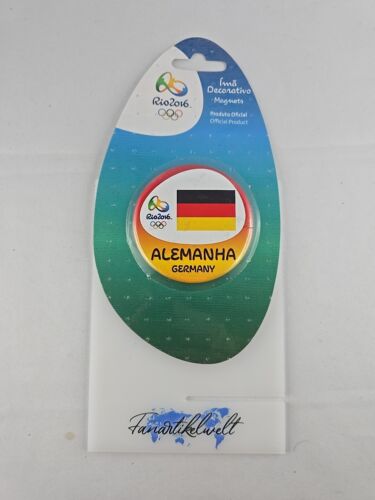 Rio2016
Ímã
Decorativo
Magnets
Produto Oficial
Official Product
Rio2016
ALEMANHA
GERMANY
Fanartikelwelt